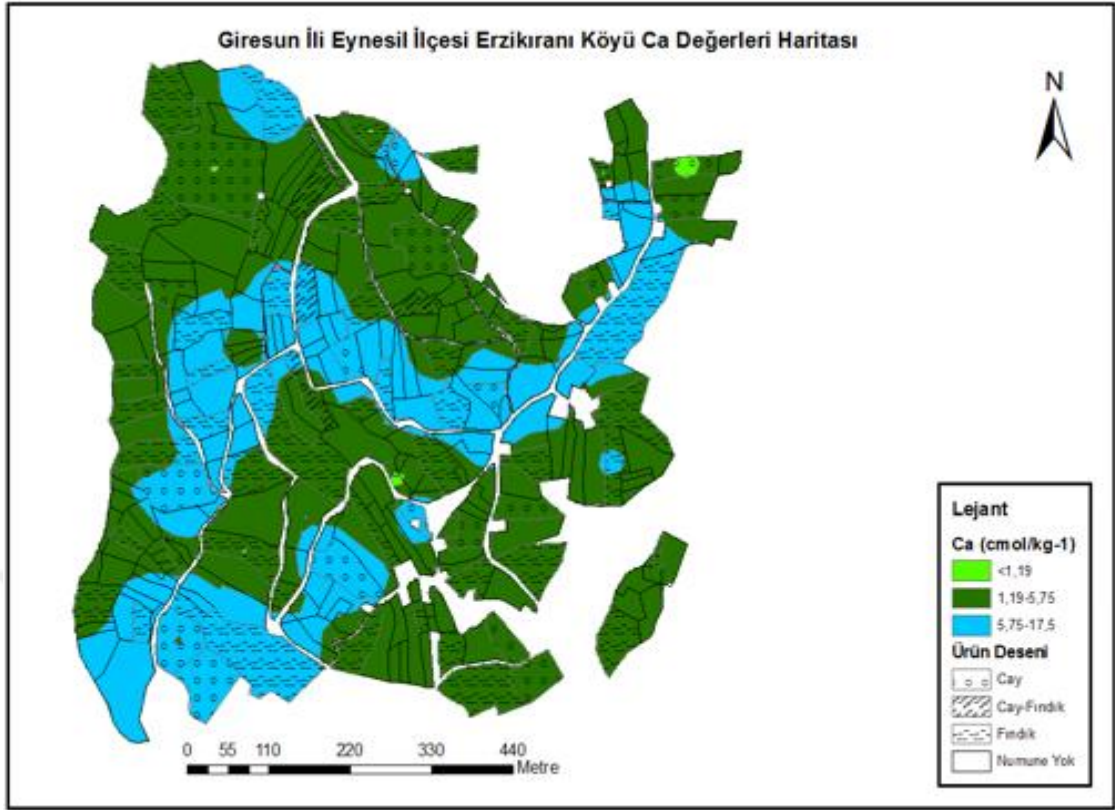 Giresun İli Eynesil İlçesi Erzikıranı Köyü Ca Değerleri Haritası
N
Lejant
Ca (cmol/kg-1)
<1,19
1,19-5,75
5,75-17,5
Ürün Deseni
Cay
Cay-Fındık
Fındık
Numune Yok
0 55 110 220 330 440
Metre